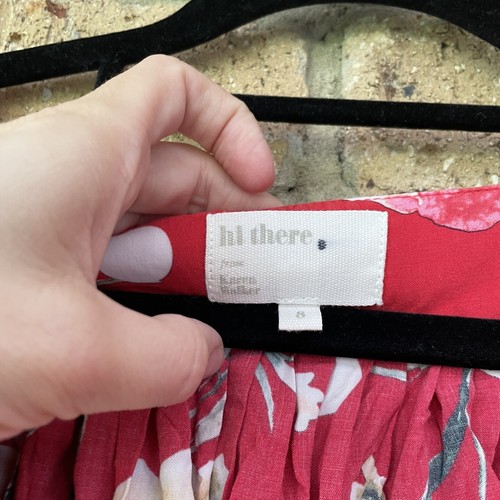 hi there.
from
Karen
Walker
8